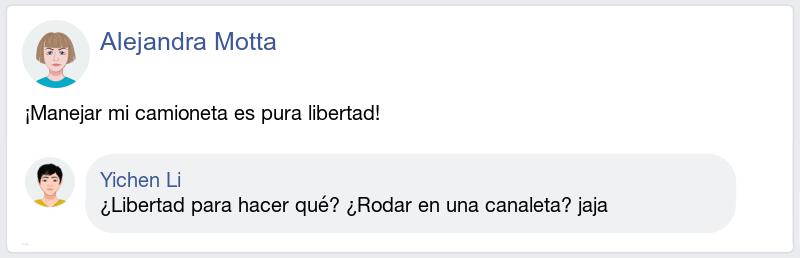 Alejandra Motta
¡Manejar mi camioneta es pura libertad!
Yichen Li
¿Libertad para hacer qué? ¿Rodar en una canaleta? jaja